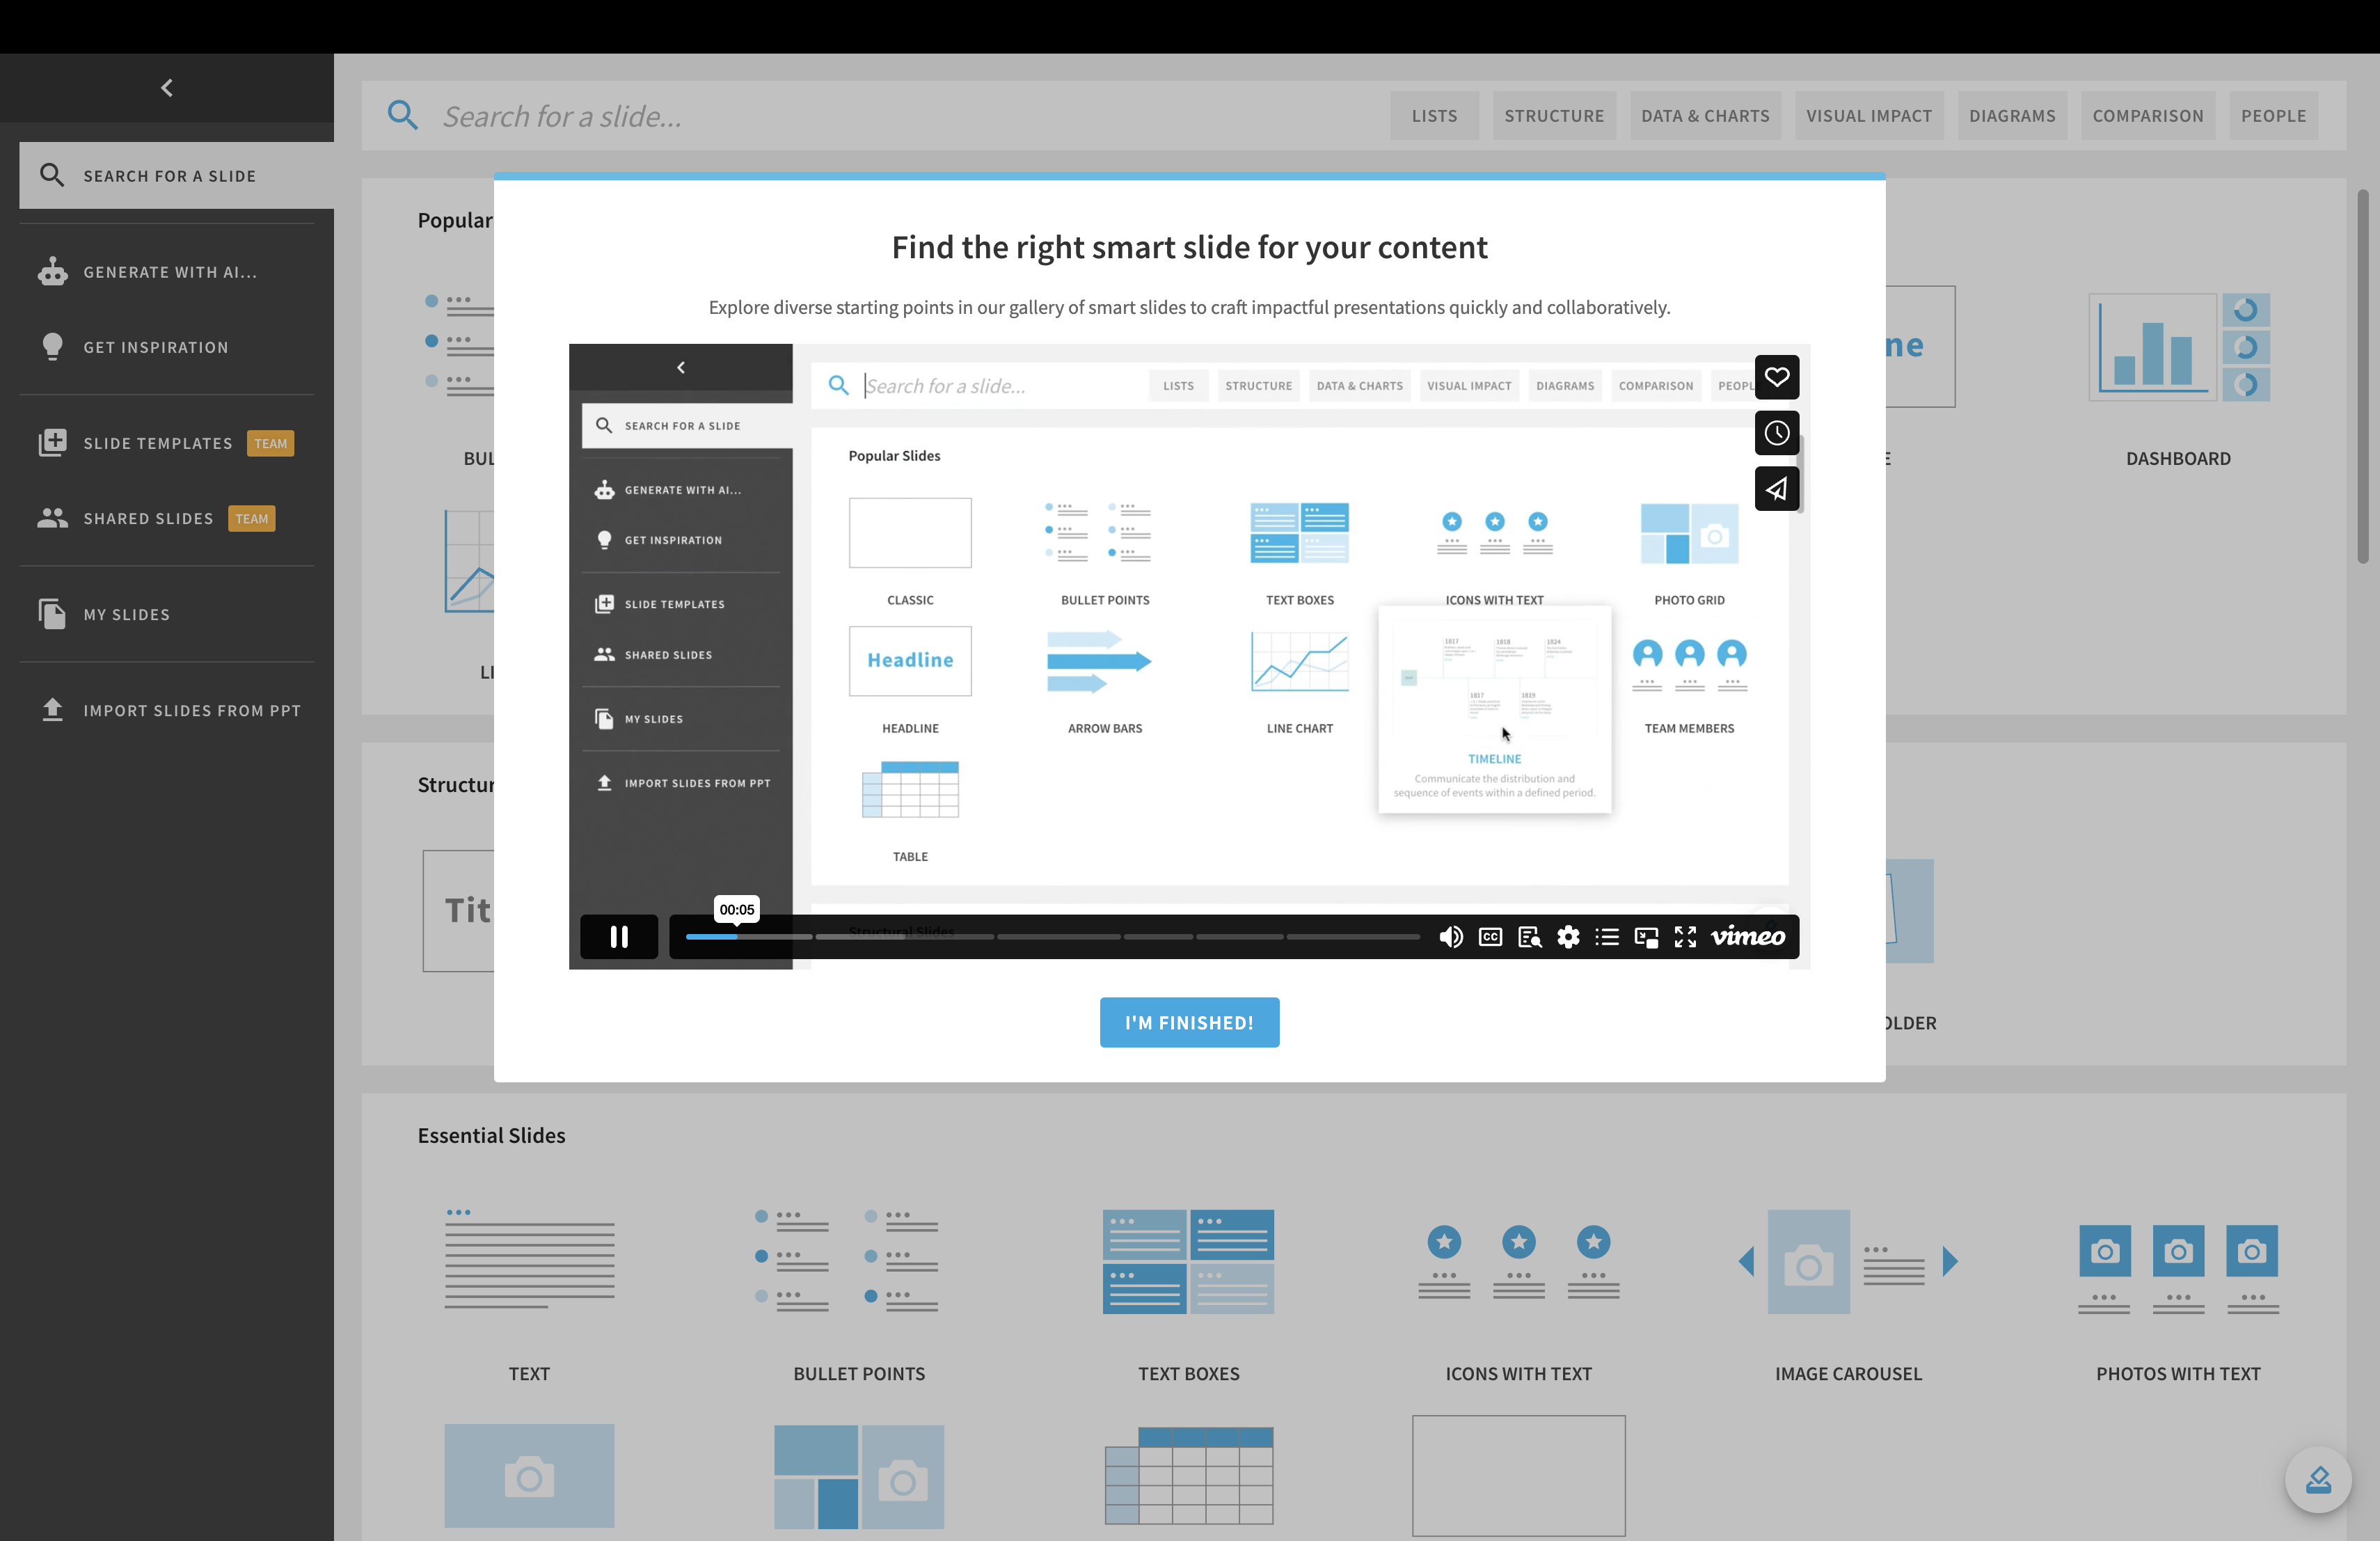 Search for a slide...
LISTS
STRUCTURE
DATA & CHARTS
VISUAL IMPACT
DIAGRAMS
COMPARISON
PEOPLE
SEARCH FOR A SLIDE
GENERATE WITH AI...
GET INSPIRATION
SLIDE TEMPLATES TEAM
SHARED SLIDES TEAM
MY SLIDES
IMPORT SLIDES FROM PPT
Popular
DASHBOARD
Structur
Tit
Find the right smart slide for your content
Explore diverse starting points in our gallery of smart slides to craft impactful presentations quickly and collaboratively.
Search for a slide...
LISTS
STRUCTURE
DATA & CHARTS
VISUAL IMPACT
DIAGRAMS
COMPARISON
PEOPL
SEARCH FOR A SLIDE
GENERATE WITH AI...
GET INSPIRATION
SLIDE TEMPLATES
SHARED SLIDES
MY SLIDES
IMPORT SLIDES FROM PPT
Popular Slides
CLASSIC
BULLET POINTS
TEXT BOXES
ICONS WITH TEXT
PHOTO GRID
Headline
HEADLINE
ARROW BARS
LINE CHART
1817
1818
1824
1817
1819
TIMELINE
Communicate the distribution and
sequence of events within a defined period.
TEAM MEMBERS
TABLE
Structural Slides
00:05
CC
vimeo
I'M FINISHED!
Essential Slides
TEXT
BULLET POINTS
TEXT BOXES
ICONS WITH TEXT
IMAGE CAROUSEL
PHOTOS WITH TEXT